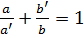 a/a′ + b′/b = 1